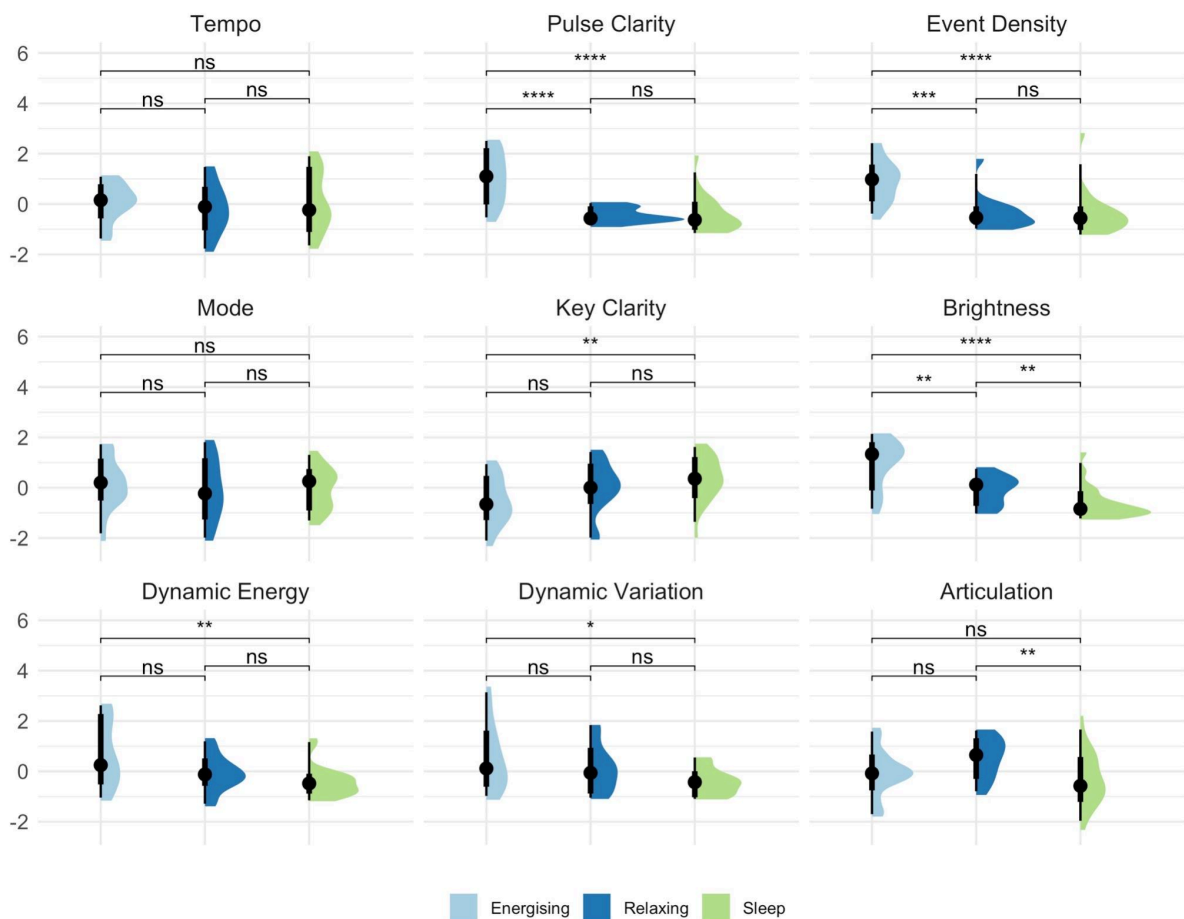 Tempo Pulse Clarity Event Density
6
ns **** ****
4
ns ns **** ns *** ns
2
0
-2
Mode Key Clarity Brightness
6
ns ** ****
4
ns ns ns ns ** **
2
0
-2
Dynamic Energy Dynamic Variation Articulation
6
** * ns
4
ns ns ns ns ns **
2
0
-2
Energising Relaxing Sleep